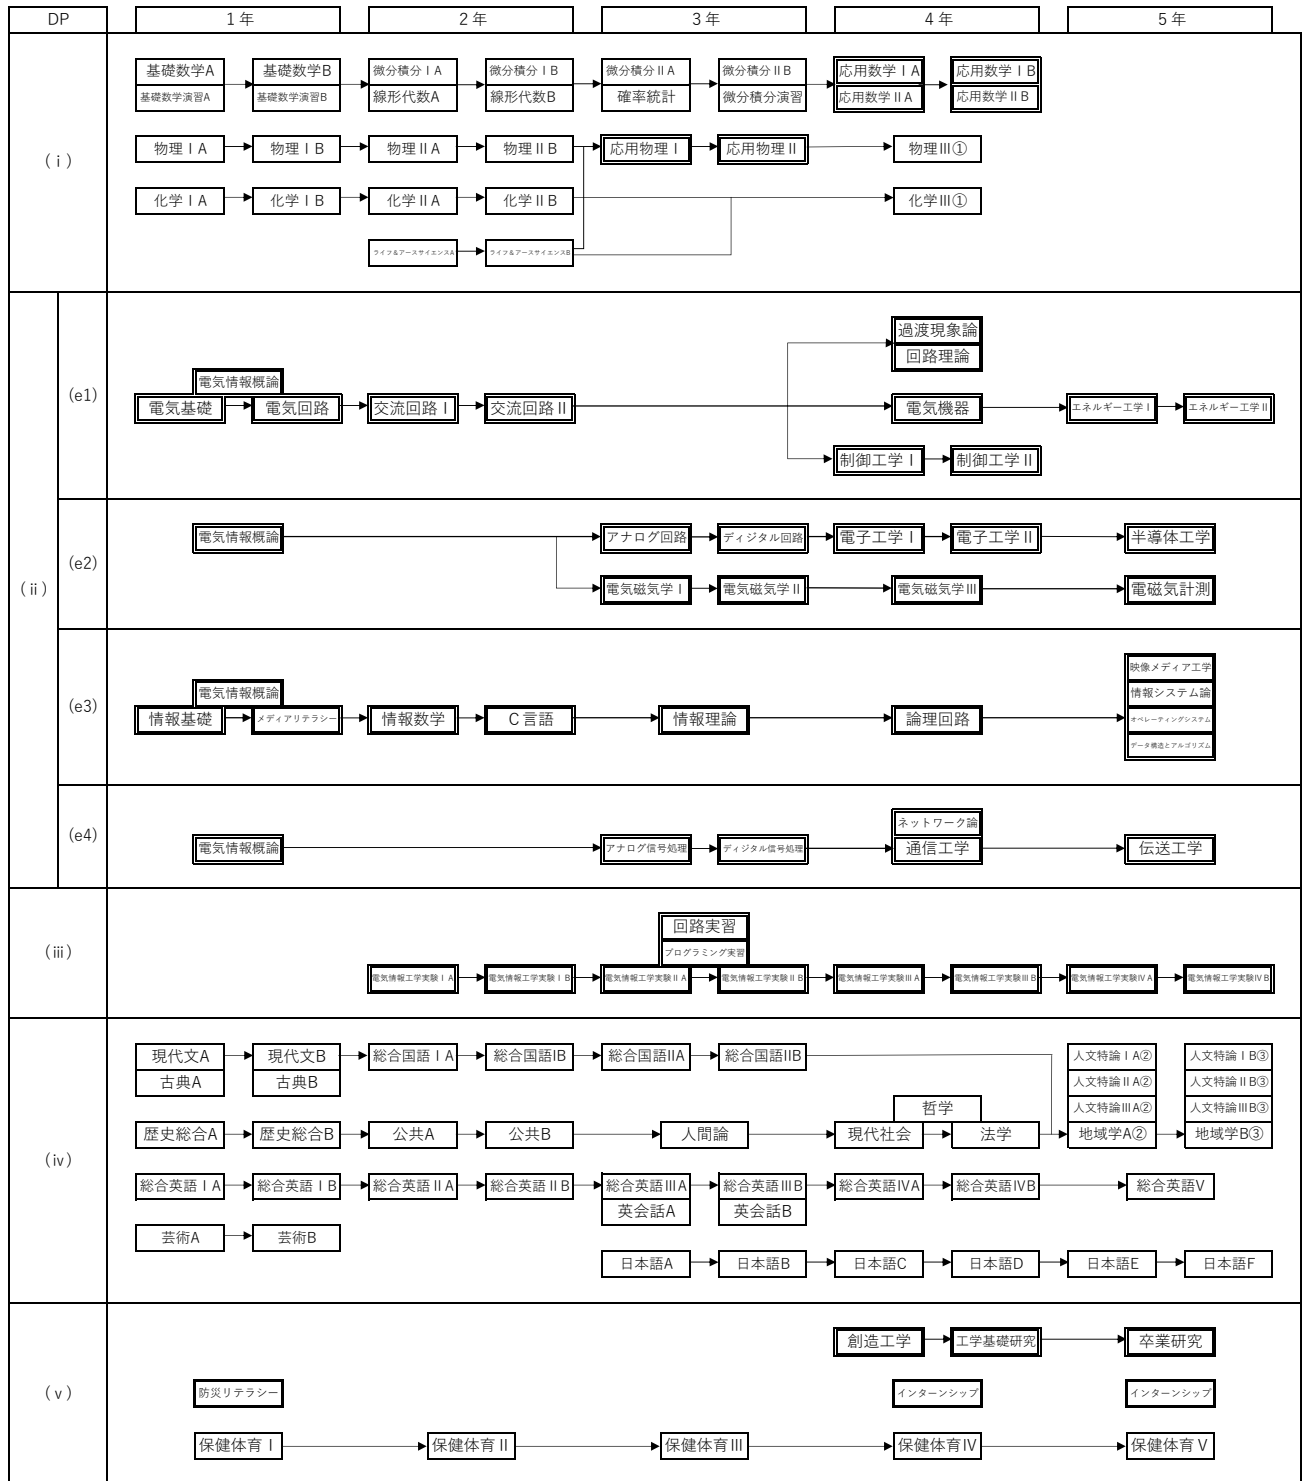 DP 1年 2年 3年 4年 5年
基礎数学A 基礎数学B 微分積分ⅠA 微分積分ⅠB 微分積分ⅡA 微分積分ⅡB 応用数学ⅠA 応用数学ⅠB
基礎数学演習A 基礎数学演習B 線形代数A 線形代数B 確率統計 微分積分演習 応用数学ⅡA 応用数学ⅡB
(ⅰ) 物理ⅠA 物理ⅠB 物理ⅡA 物理ⅡB 応用物理Ⅰ 応用物理Ⅱ 物理Ⅲ①
化学ⅠA 化学ⅠB 化学ⅡA 化学ⅡB 化学Ⅲ①
ライフ&アースサイエンスA ライフ&アースサイエンスB
(ⅱ)
過渡現象論
回路理論
電気情報概論
(e1) 電気基礎 電気回路 交流回路Ⅰ 交流回路Ⅱ 電気機器 エネルギー工学Ⅰ エネルギー工学Ⅱ
制御工学Ⅰ 制御工学Ⅱ
電気情報概論 アナログ回路 ディジタル回路 電子工学Ⅰ 電子工学Ⅱ 半導体工学
(e2)
電気磁気学Ⅰ 電気磁気学Ⅱ 電気磁気学Ⅲ 電磁気計測
映像メディア工学
電気情報概論 情報システム論
(e3) 情報基礎 メディアリテラシー 情報数学 C言語 情報理論 論理回路 オペレーティングシステム
データ構造とアルゴリズム
ネットワーク論
(e4) 電気情報概論 アナログ信号処理 ディジタル信号処理 通信工学 伝送工学
回路実習
(ⅲ) プログラミング実習
電気情報工学実験ⅠA 電気情報工学実験ⅠB 電気情報工学実験ⅡA 電気情報工学実験ⅡB 電気情報工学実験ⅢA 電気情報工学実験ⅢB 電気情報工学実験ⅣA 電気情報工学実験ⅣB
現代文A 現代文B 総合国語ⅠA 総合国語IB 総合国語IIA 総合国語IIB 人文特論ⅠA② 人文特論ⅠB③
古典A 古典B 人文特論ⅡA② 人文特論ⅡB③
哲学 人文特論ⅢA② 人文特論ⅢB③
歴史総合A 歴史総合B 公共A 公共B 人間論 現代社会 法学 地域学A② 地域学B③
(ⅳ)
総合英語ⅠA 総合英語ⅠB 総合英語ⅡA 総合英語ⅡB 総合英語ⅢA 総合英語ⅢB 総合英語ⅣA 総合英語ⅣB 総合英語Ⅴ
英会話A 英会話B
芸術A 芸術B
日本語A 日本語B 日本語C 日本語D 日本語E 日本語F
創造工学 工学基礎研究 卒業研究
(ⅴ) 防災リテラシー インターンシップ インターンシップ
保健体育Ⅰ 保健体育Ⅱ 保健体育Ⅲ 保健体育Ⅳ 保健体育Ⅴ